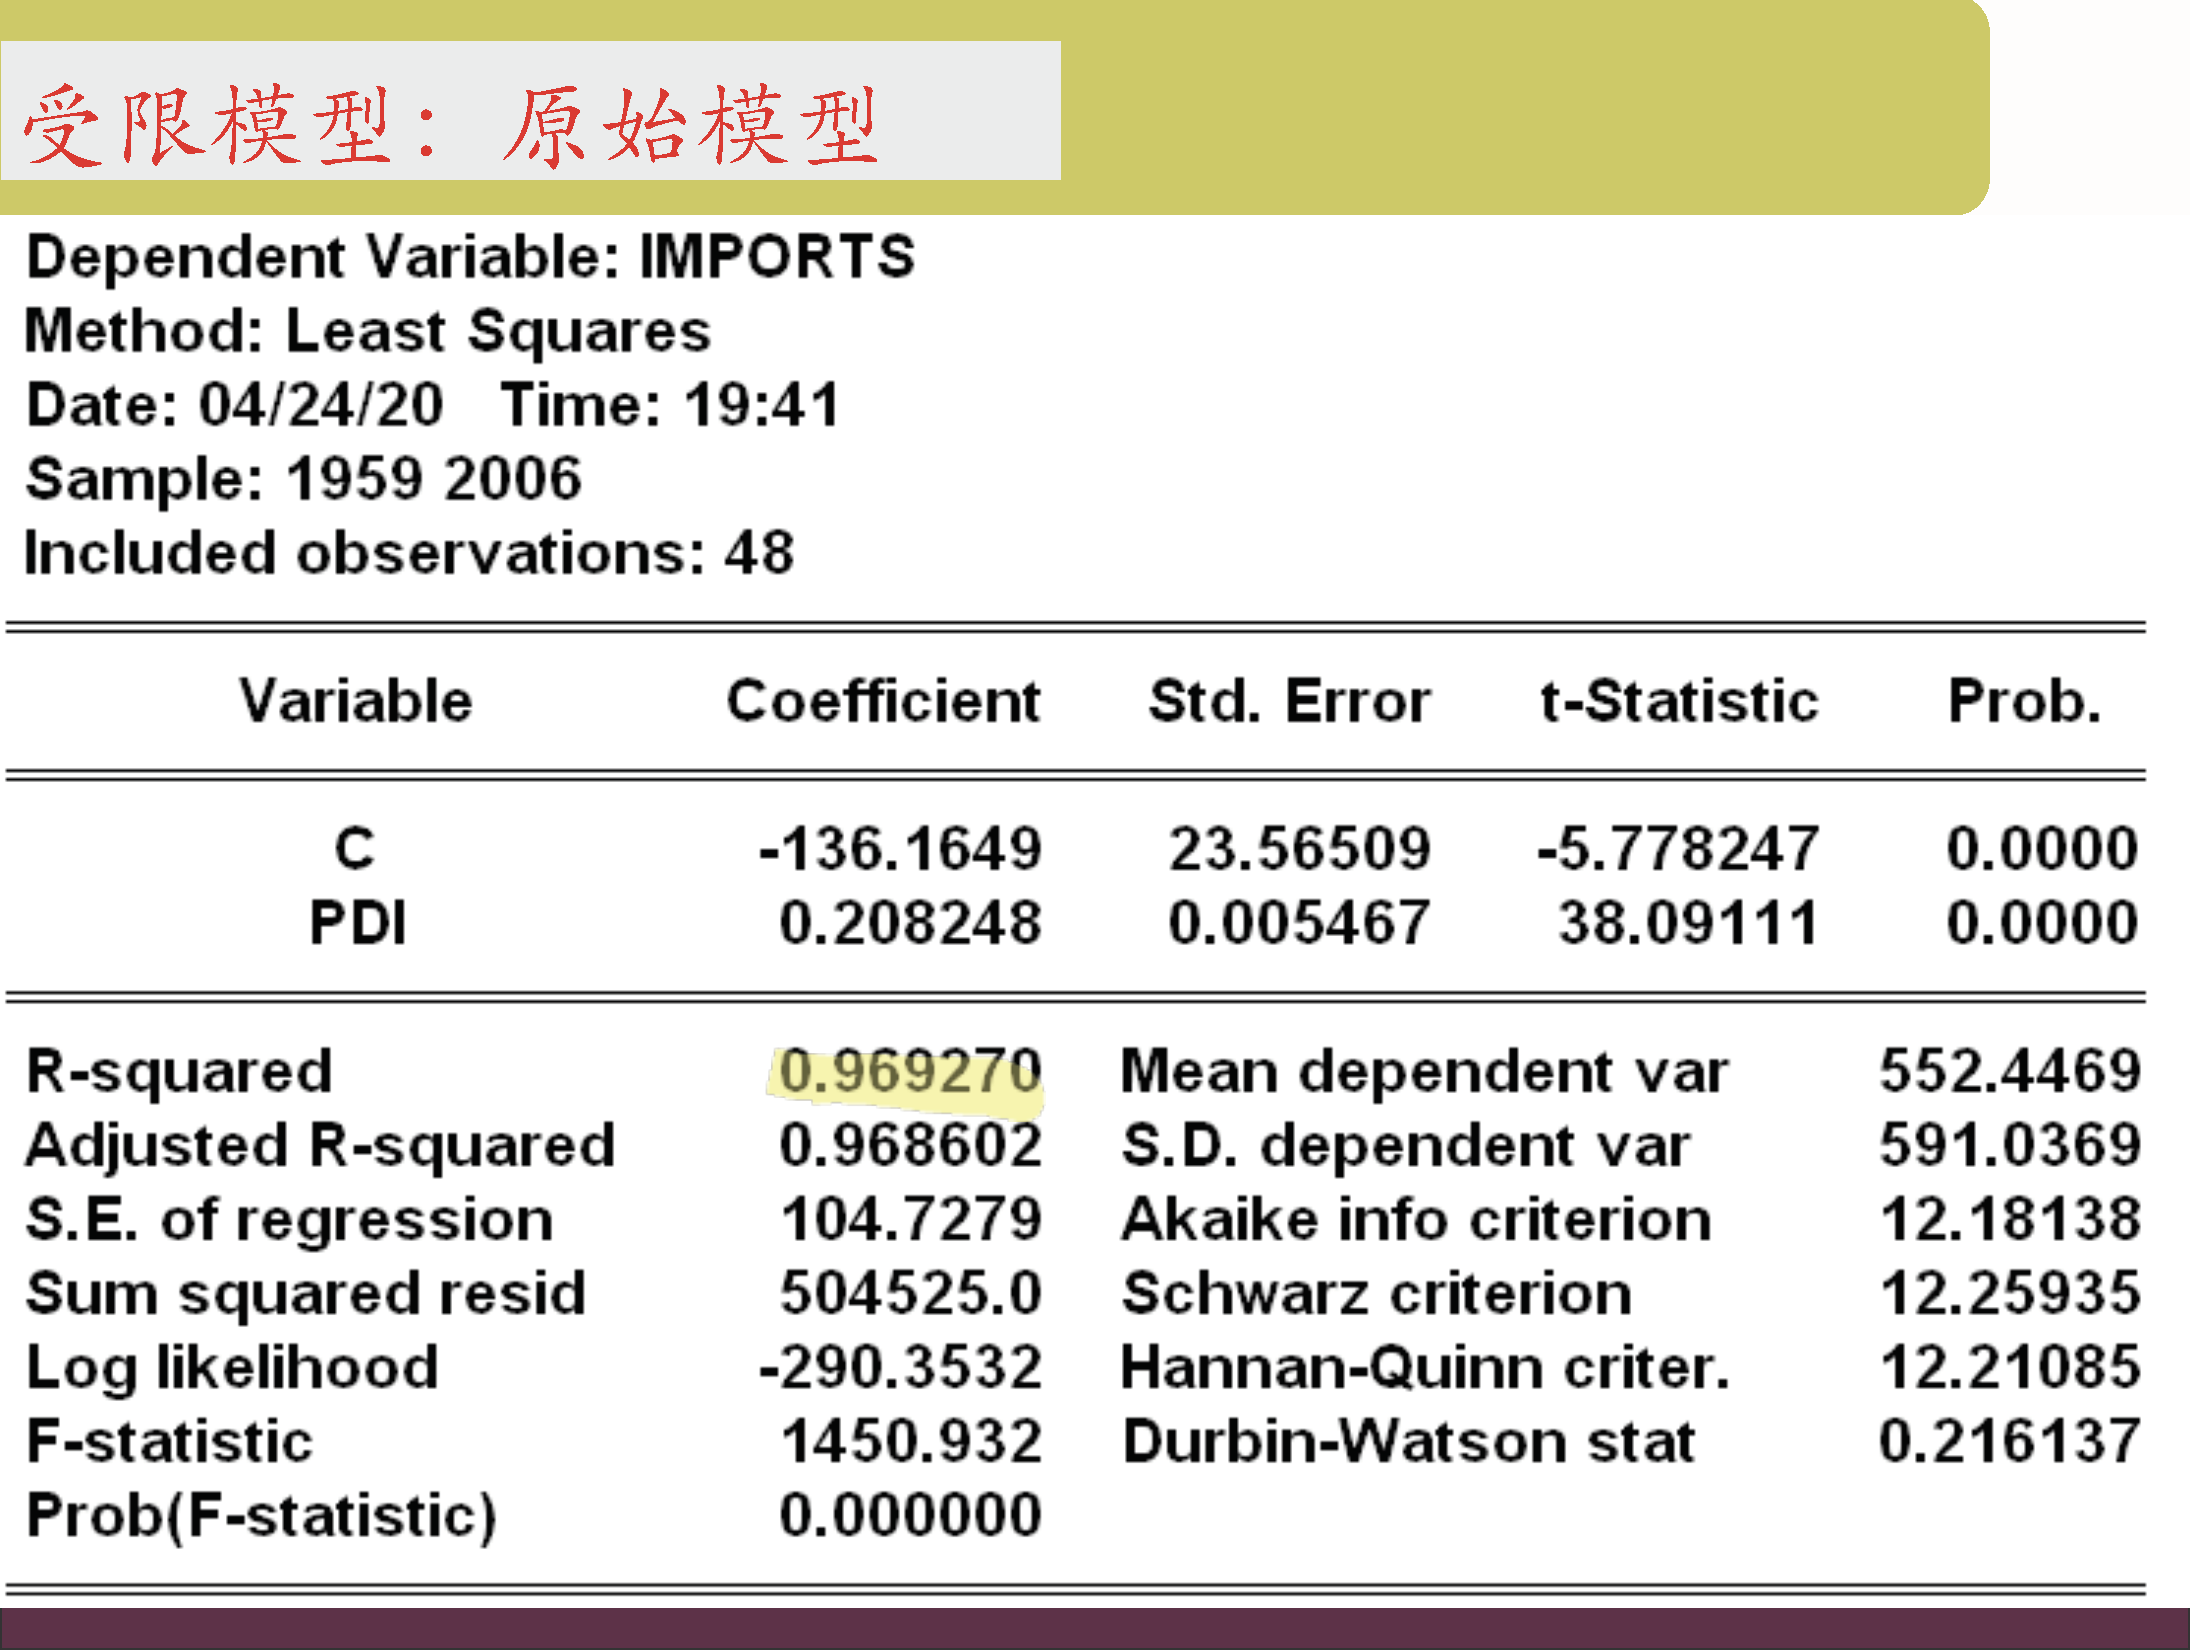 受限模型：原始模型
Dependent Variable: IMPORTS
Method: Least Squares
Date: 04/24/20 Time: 19:41
Sample: 1959 2006
Included observations: 48
Variable Coefficient Std. Error t-Statistic Prob.
C -136.1649 23.56509 -5.778247 0.0000
PDI 0.208248 0.005467 38.09111 0.0000
R-squared 0.969270 Mean dependent var 552.4469
Adjusted R-squared 0.968602 S.D. dependent var 591.0369
S.E. of regression 104.7279 Akaike info criterion 12.18138
Sum squared resid 504525.0 Schwarz criterion 12.25935
Log likelihood -290.3532 Hannan-Quinn criter. 12.21085
F-statistic 1450.932 Durbin-Watson stat 0.216137
Prob(F-statistic) 0.000000